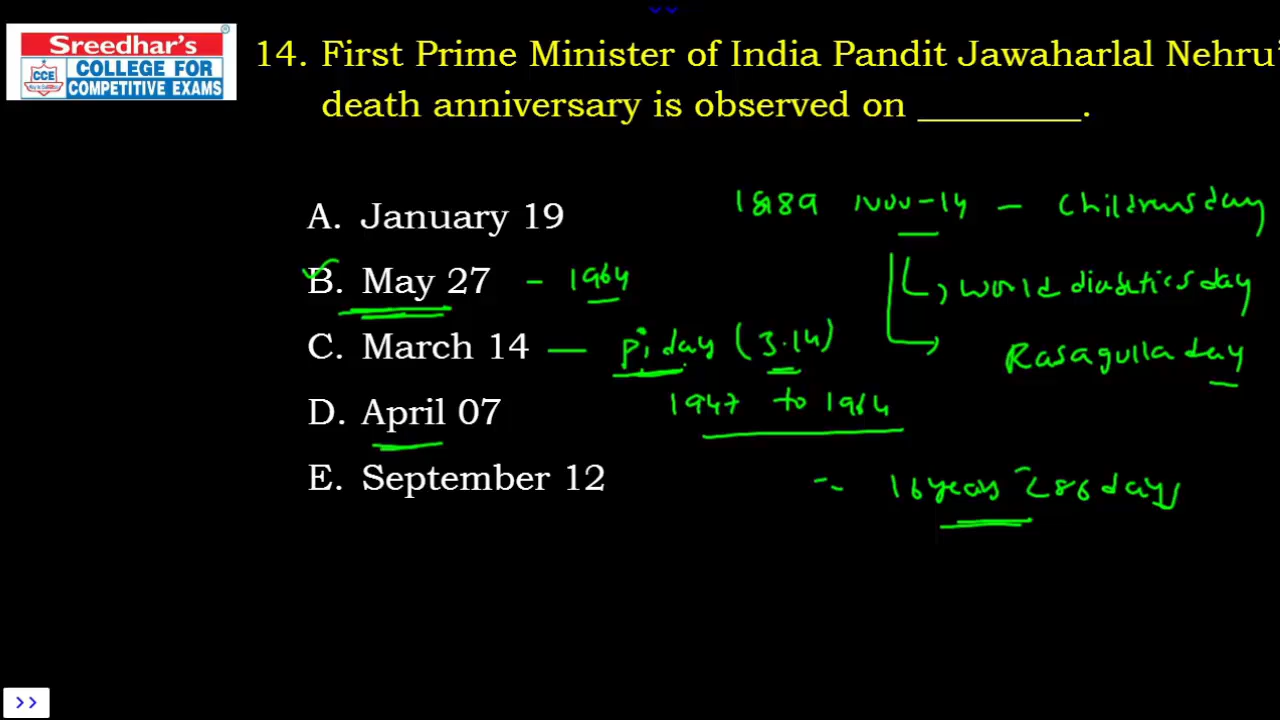 Sreedhar's
CCE
COLLEGE FOR
COMPETITIVE EXAMS
14. First Prime Minister of India Pandit Jawaharlal Nehru'
death anniversary is observed on _________.
A. January 19
1889 Nov-14 - Childrens day
B. May 27 - 1964
world diabetics day
C. March 14 — Pi day (3.14)
Rasagulla day
1947 to 1964
D. April 07
E. September 12
16 years 286 days
>>